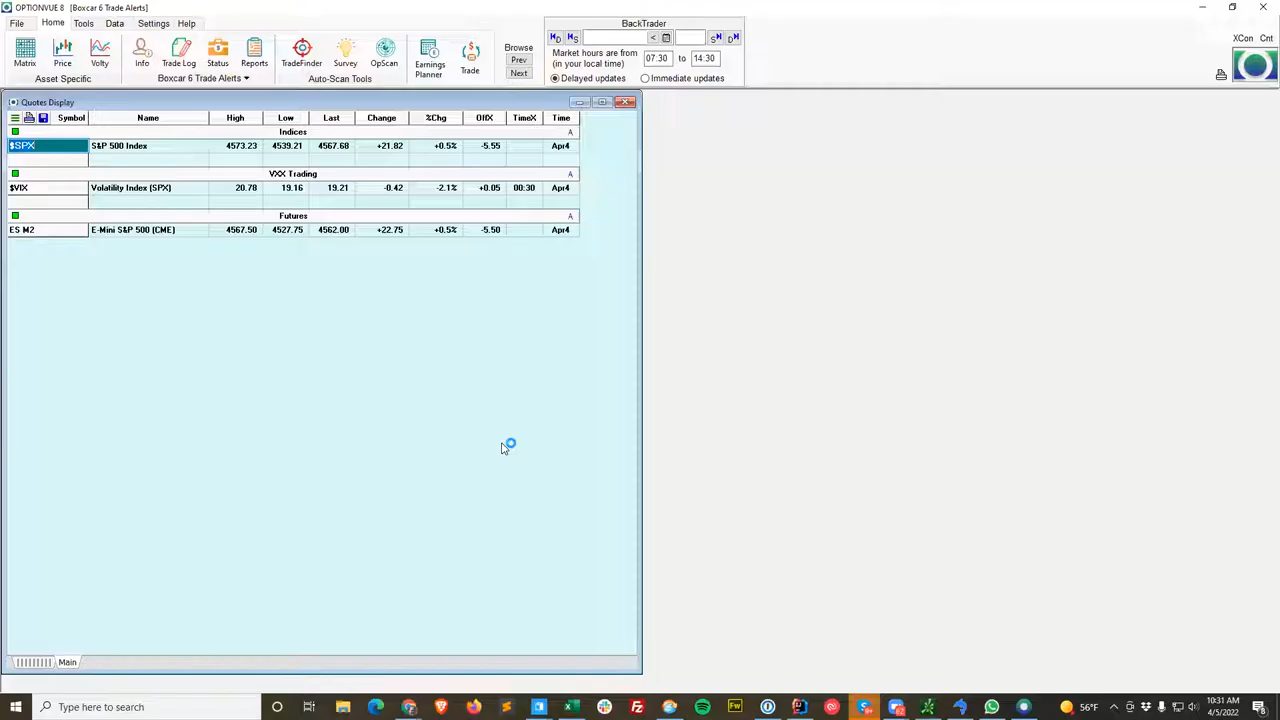 OPTIONVUE 8 [Boxcar 6 Trade Alerts]
File Home Tools Data Settings Help
BackTrader
XCon Cnt
Matrix Price Volty Info Trade Log Status Reports TradeFinder Survey OpScan Earnings Planner Trade
Browse
Prev
Next
Asset Specific
Boxcar 6 Trade Alerts
Auto-Scan Tools
D S < S D
Market hours are from
(in your local time) 07:30 to 14:30
Delayed updates Immediate updates
Quotes Display
Symbol Name High Low Last Change %Chg OffX TimeX Time
Indices A
$SPX S&P 500 Index 4573.23 4539.21 4567.68 +21.82 +0.5% -5.55 Apr4
VXX Trading A
$VIX Volatility Index (SPX) 20.78 19.16 19.21 -0.42 -2.1% +0.05 00:30 Apr4
Futures A
ES M2 E-Mini S&P 500 (CME) 4567.50 4527.75 4562.00 +22.75 +0.5% -5.50 Apr4
Main
Type here to search
Fw
56°F
10:31 AM
4/5/2022